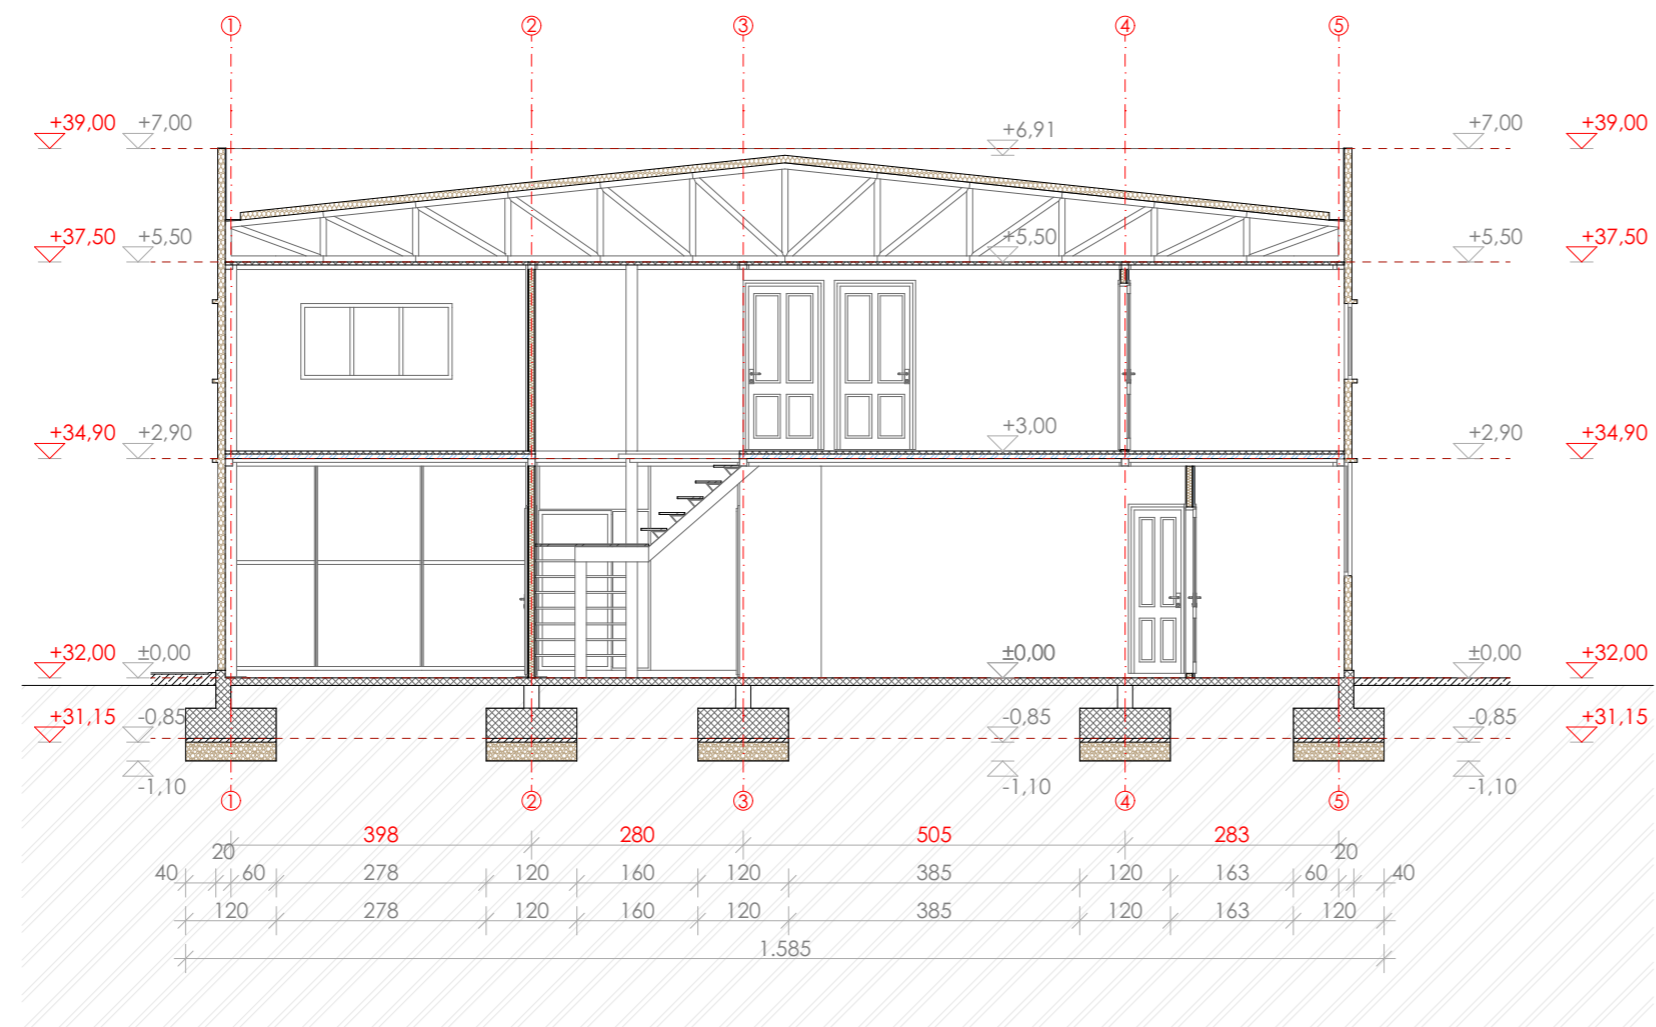 ① ② ③ ④ ⑤
+39,00 +7,00 +6,91 +7,00 +39,00
+37,50 +5,50 +5,50 +5,50 +37,50
+34,90 +2,90 +3,00 +2,90 +34,90
+32,00 ±0,00 ±0,00 ±0,00 +32,00
+31,15 -0,85 -0,85 -0,85 +31,15
-1,10 -1,10 -1,10
① ② ③ ④ ⑤
398 280 505 283
20 20
40 60 278 120 160 120 385 120 163 60 40
120 278 120 160 120 385 120 163 120
1.585